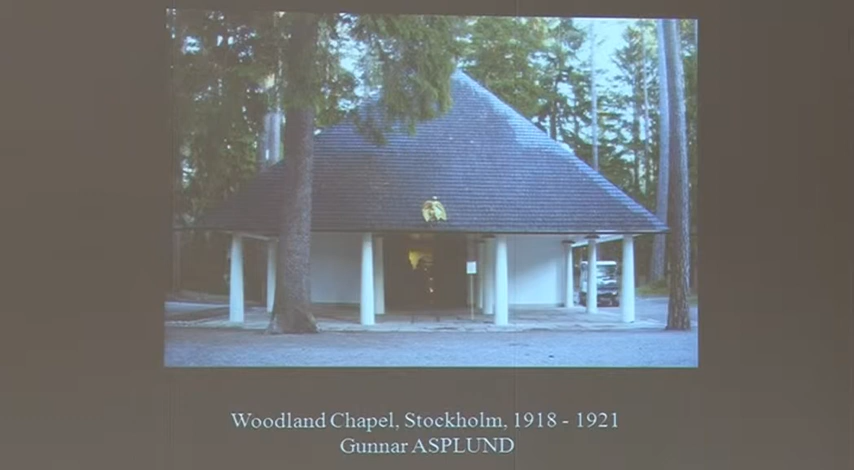 Woodland Chapel, Stockholm, 1918 - 1921
Gunnar ASPLUND